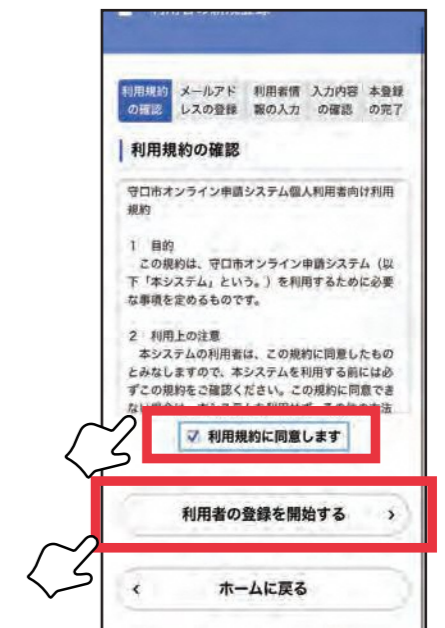 利用規約 メールアド 利用者情 入力内容 本登録
の確認 レスの登録 報の入力 の確認 の完了
利用規約の確認
守口市オンライン申請システム個人利用者向け利用
規約
1 目的
この規約は、守口市オンライン申請システム(以
下「本システム」という。)を利用するために必要
な事項を定めるものです。
2 利用上の注意
本システムの利用者は、この規約に同意したもの
とみなしますので、本システムを利用する前には必
ずこの規約をご確認ください。この規約に同意でき
利用規約に同意します
利用者の登録を開始する
ホームに戻る